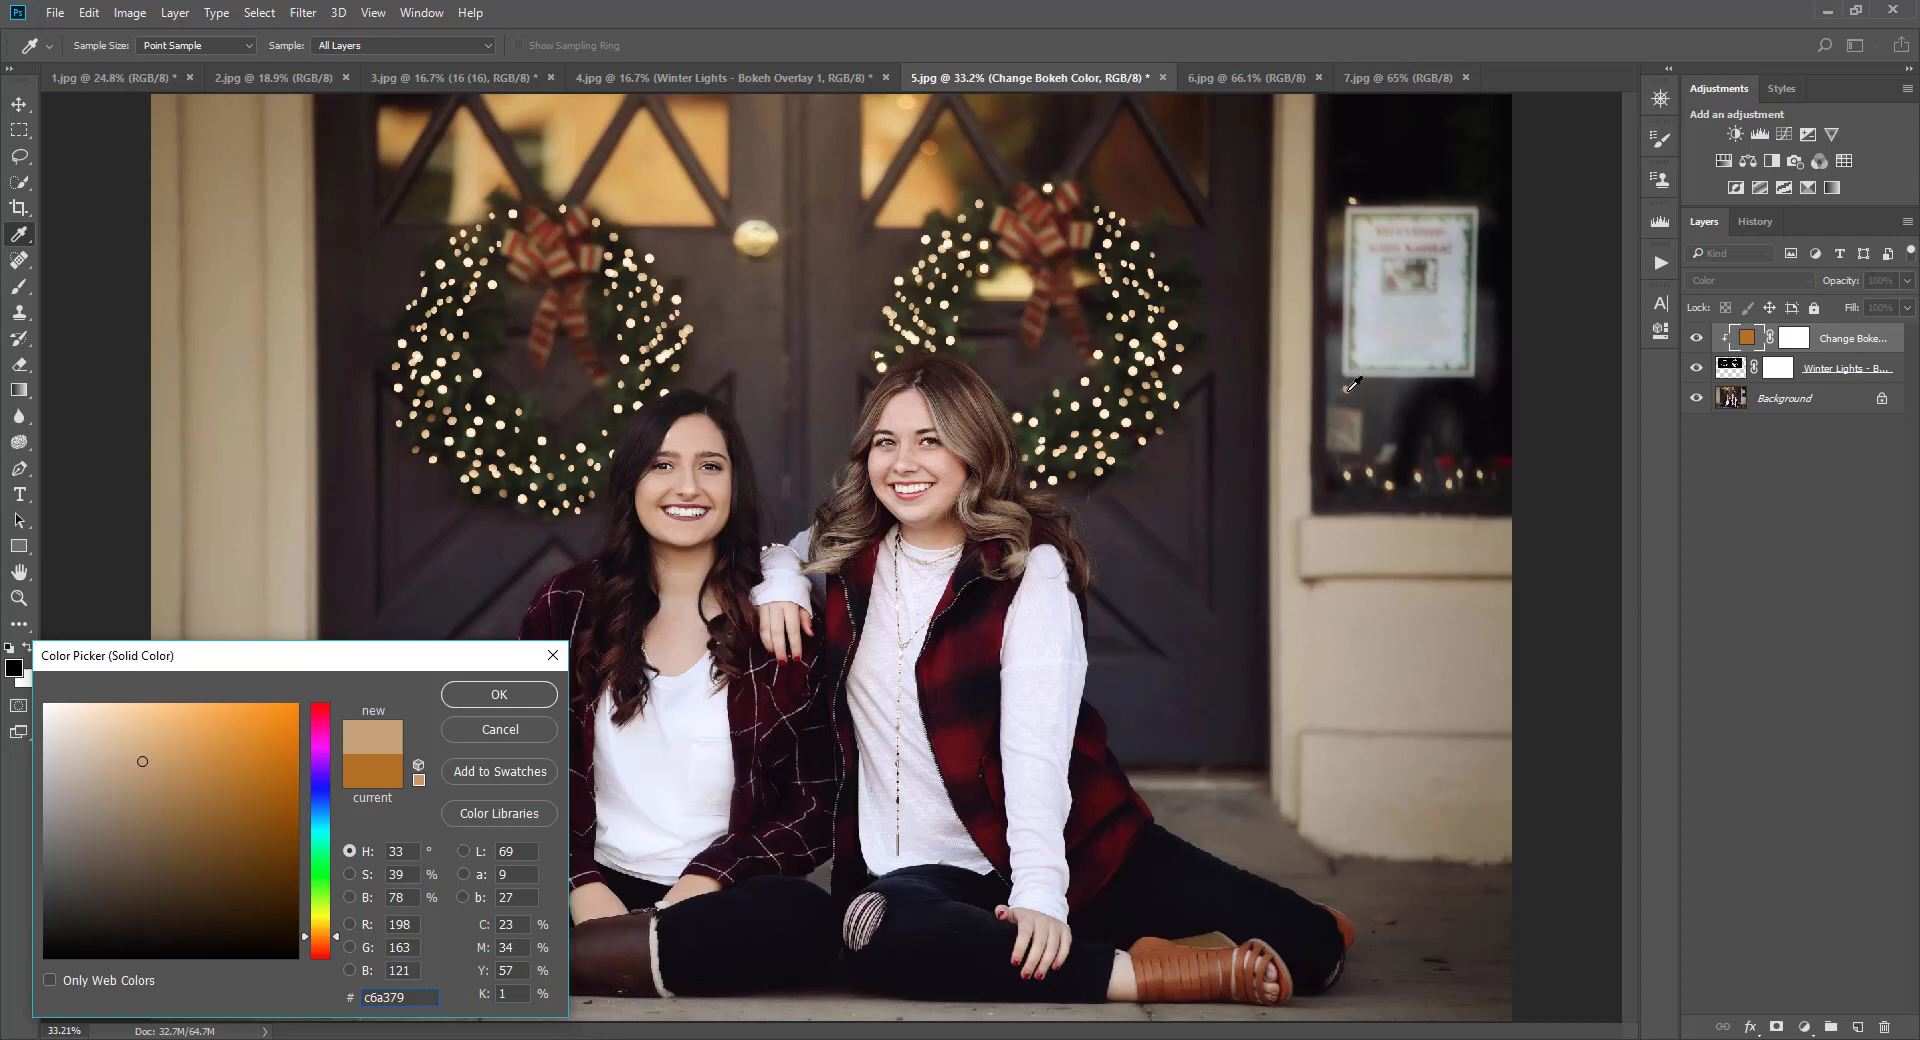 Ps File Edit Image Layer Type Select Filter 3D View Window Help
Sample Size: Point Sample Sample: All Layers Show Sampling Ring
1.jpg @ 24.8% (RGB/8) * 2.jpg @ 18.9% (RGB/8) 3.jpg @ 16.7% (16 (16), RGB/8) * 4.jpg @ 16.7% (Winter Lights - Bokeh Overlay 1, RGB/8) * 5.jpg @ 33.2% (Change Bokeh Color, RGB/8) * 6.jpg @ 66.1% (RGB/8) 7.jpg @ 65% (RGB/8)
Adjustments Styles
Add an adjustment
Layers History
Kind
Color Opacity: 100%
Lock: Fill: 100%
Change Boke...
Winter Lights - B...
Background
Color Picker (Solid Color)
new
current
OK
Cancel
Add to Swatches
Color Libraries
H: 33 ° L: 69
S: 39 % a: 9
B: 78 % b: 27
R: 198 C: 23 %
G: 163 M: 34 %
B: 121 Y: 57 %
# c6a379 K: 1 %
Only Web Colors
33.21% Doc: 32.7M/64.7M